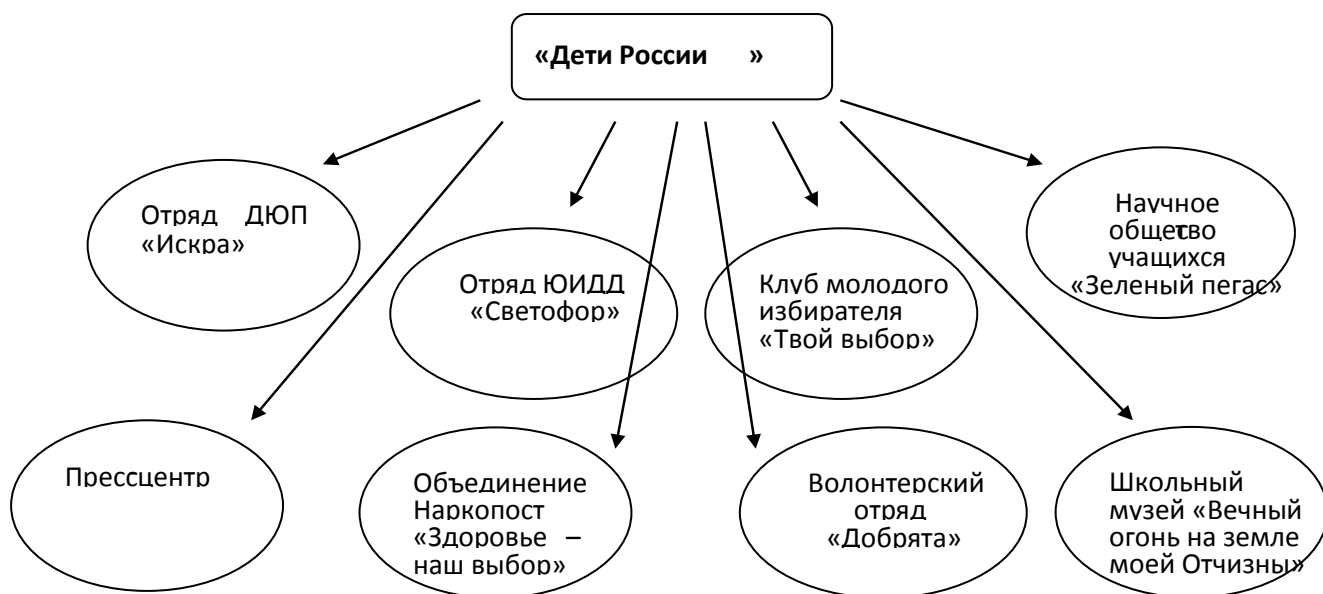 «Дети России »
Отряд ДЮП
«Искра»
Отряд ЮИДД
«Светофор»
Клуб молодого
избирателя
«Твой выбор»
Научное
общество
учащихся
«Зеленый пегас»
Прессцентр
Объединение
Наркопост
«Здоровье –
наш выбор»
Волонтерский
отряд
«Добрята»
Школьный
музей «Вечный
огонь на земле
моей Отчизны»